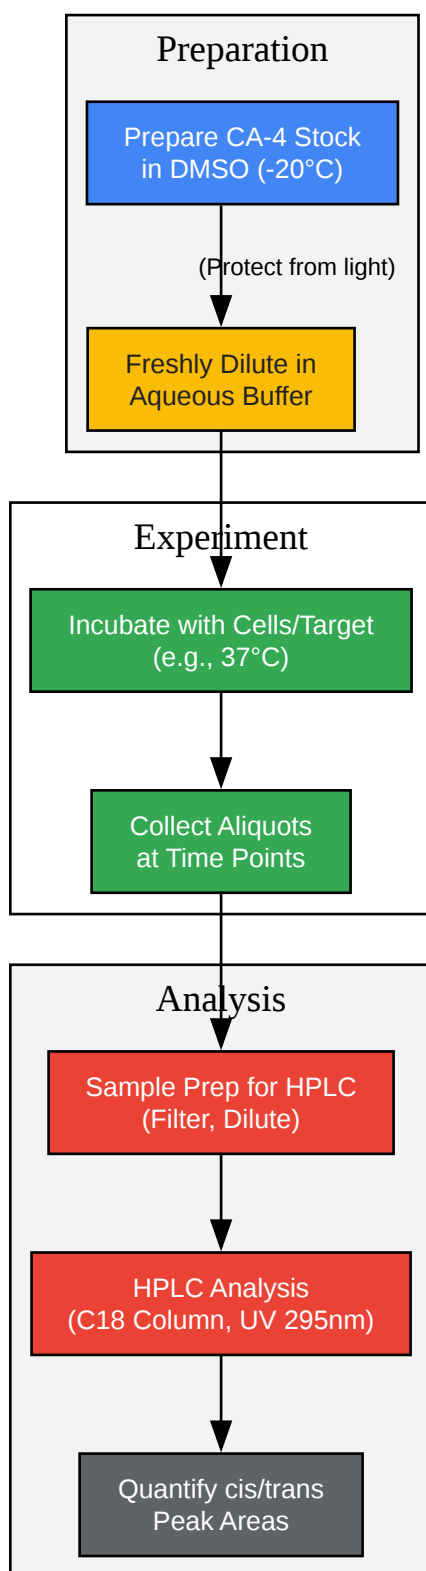 Preparation
Prepare CA-4 Stock
in DMSO (-20°C)
(Protect from light)
Freshly Dilute in
Aqueous Buffer
Experiment
Incubate with Cells/Target
(e.g., 37°C)
Collect Aliquots
at Time Points
Analysis
Sample Prep for HPLC
(Filter, Dilute)
HPLC Analysis
(C18 Column, UV 295nm)
Quantify cis/trans
Peak Areas